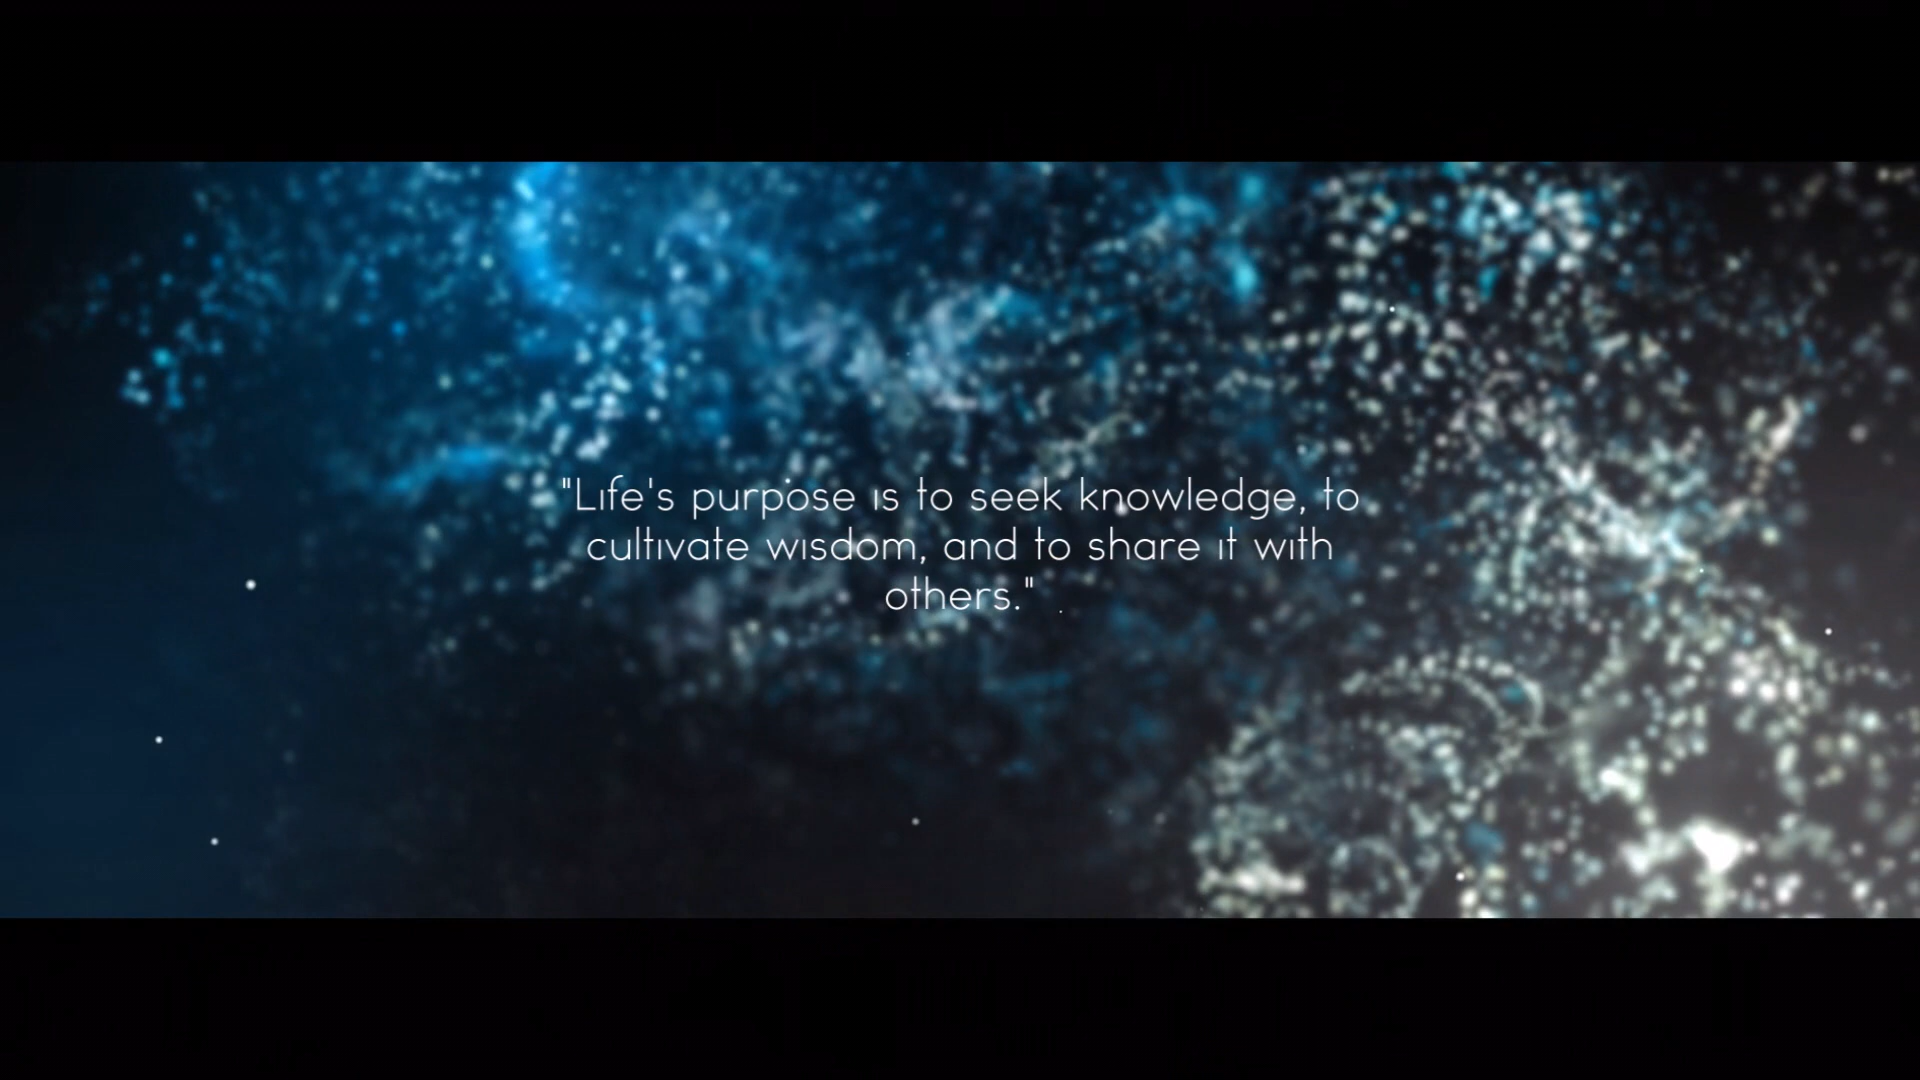 "Life's purpose is to seek knowledge, to
cultivate wisdom, and to share it with
others."